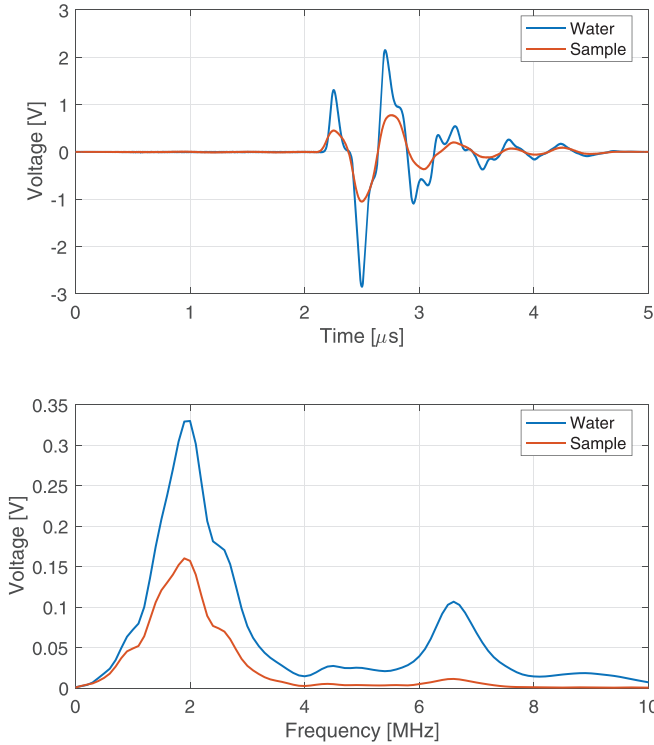 3
2
1
0
-1
-2
-3
Voltage [V]
Water
Sample
0 1 2 3 4 5
Time [μs]
0.35
0.3
0.25
0.2
0.15
0.1
0.05
0
Voltage [V]
Water
Sample
0 2 4 6 8 10
Frequency [MHz]